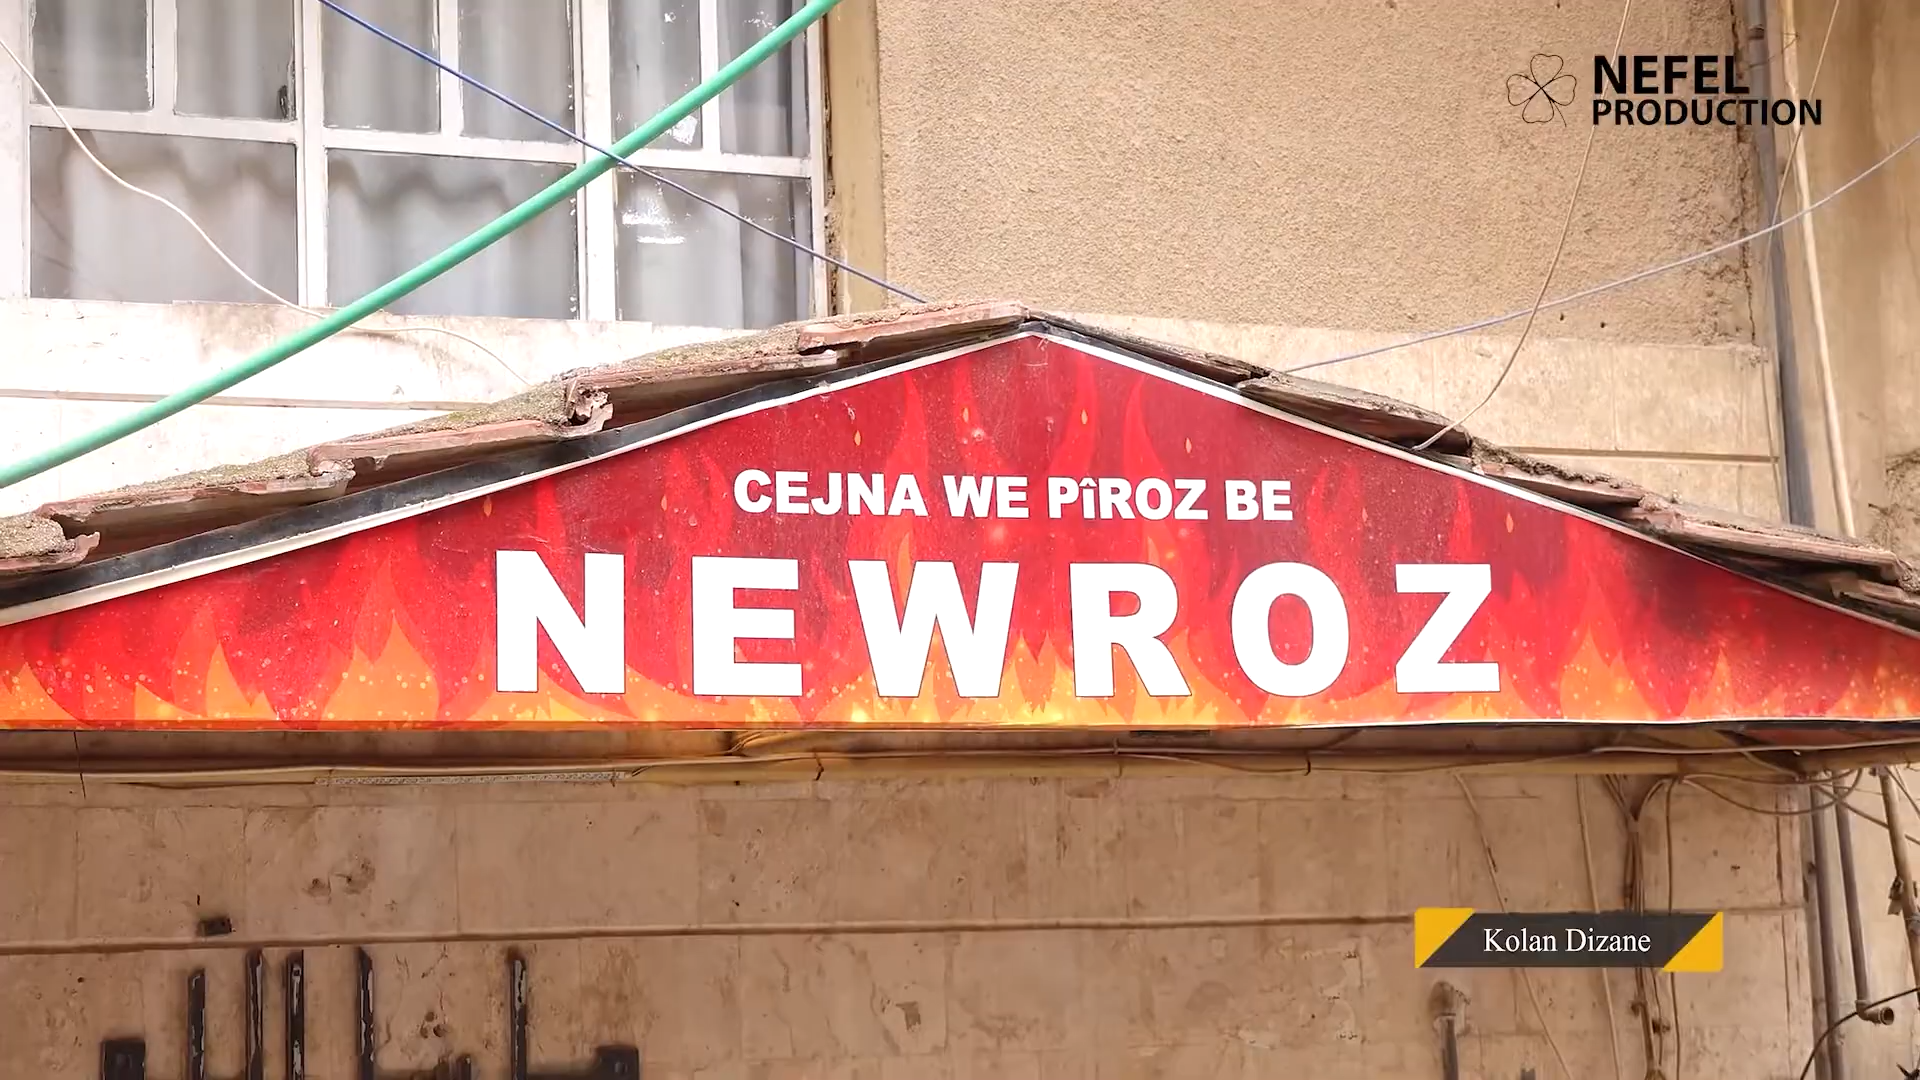 NEFEL
PRODUCTION
CEJNA WE PîROZ BE
NEWROZ
Kolan Dizane